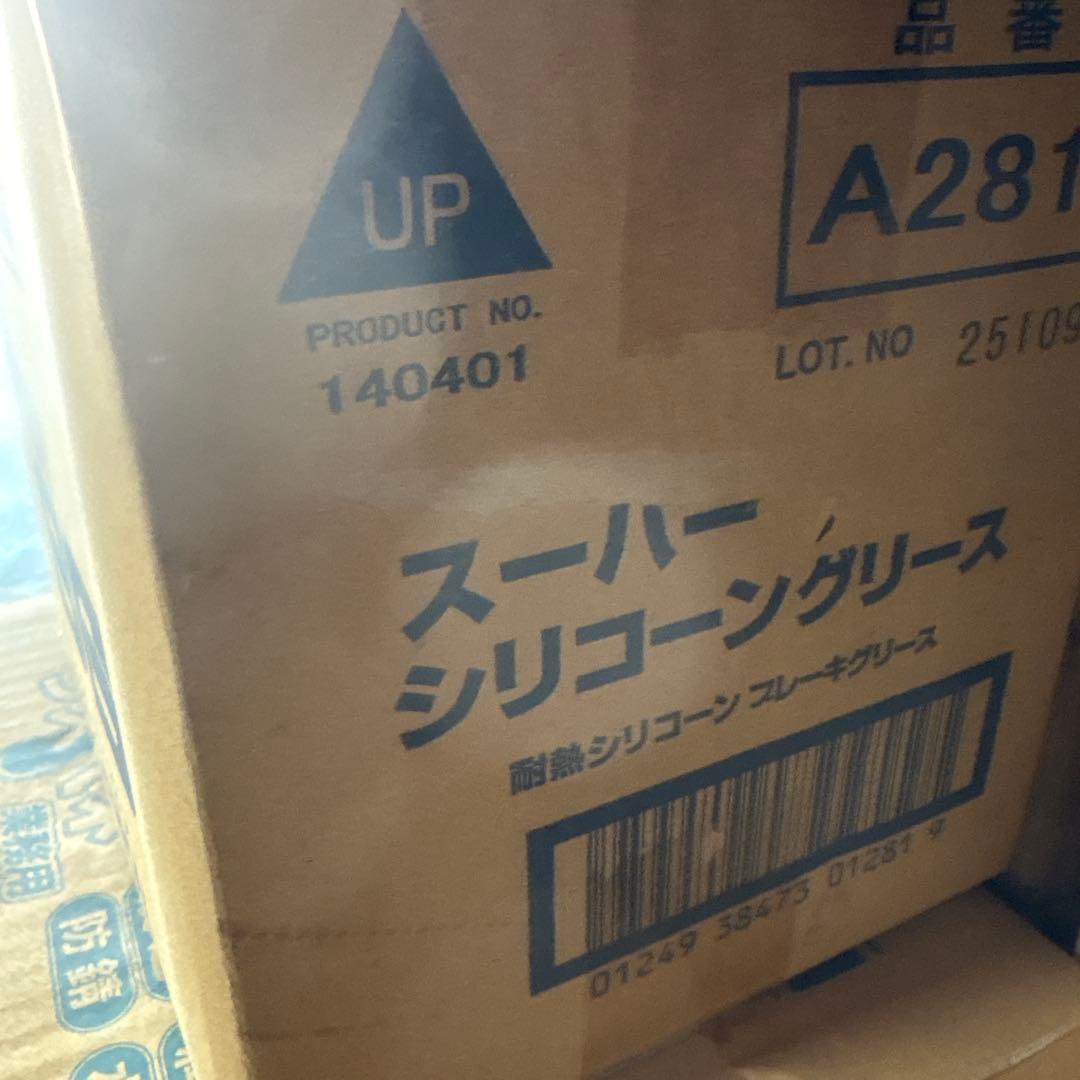 品番
UP
A281
PRODUCT NO.
140401
LOT. NO 25109
スーハー
シリコーングリース
耐熱シリコーン ブレーキグリース
01249 38473 01281 9
業務用
防錆